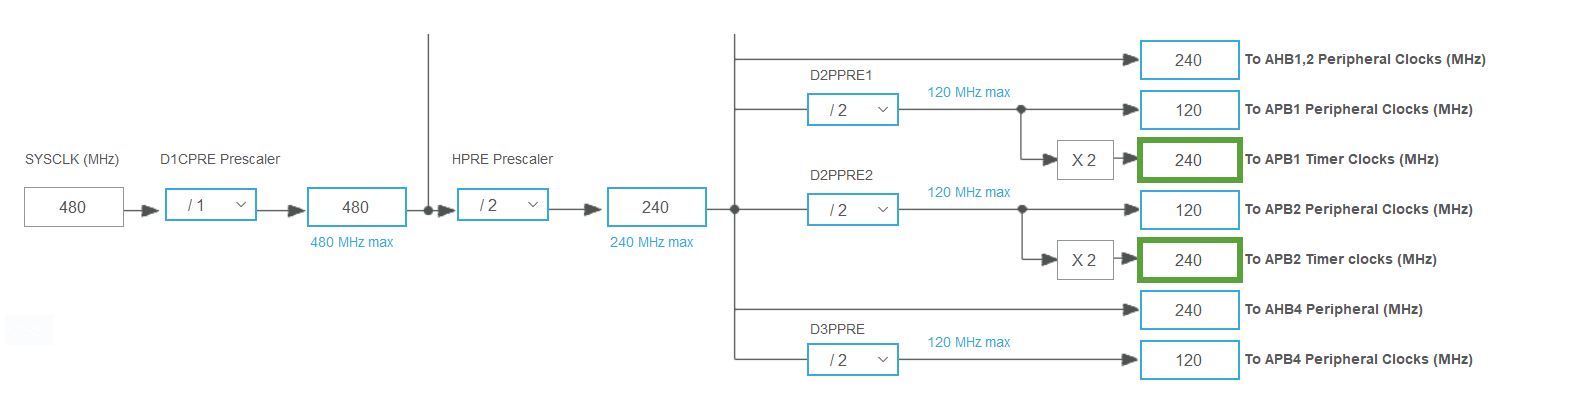 240 To AHB1,2 Peripheral Clocks (MHz)
D2PPRE1
120 MHz max
/ 2 120 To APB1 Peripheral Clocks (MHz)
SYSCLK (MHz) D1CPRE Prescaler HPRE Prescaler X 2 240 To APB1 Timer Clocks (MHz)
D2PPRE2
120 MHz max
480 / 1 480 / 2 240 / 2 120 To APB2 Peripheral Clocks (MHz)
480 MHz max 240 MHz max
X 2 240 To APB2 Timer clocks (MHz)
240 To AHB4 Peripheral (MHz)
D3PPRE
120 MHz max
/ 2 120 To APB4 Peripheral Clocks (MHz)